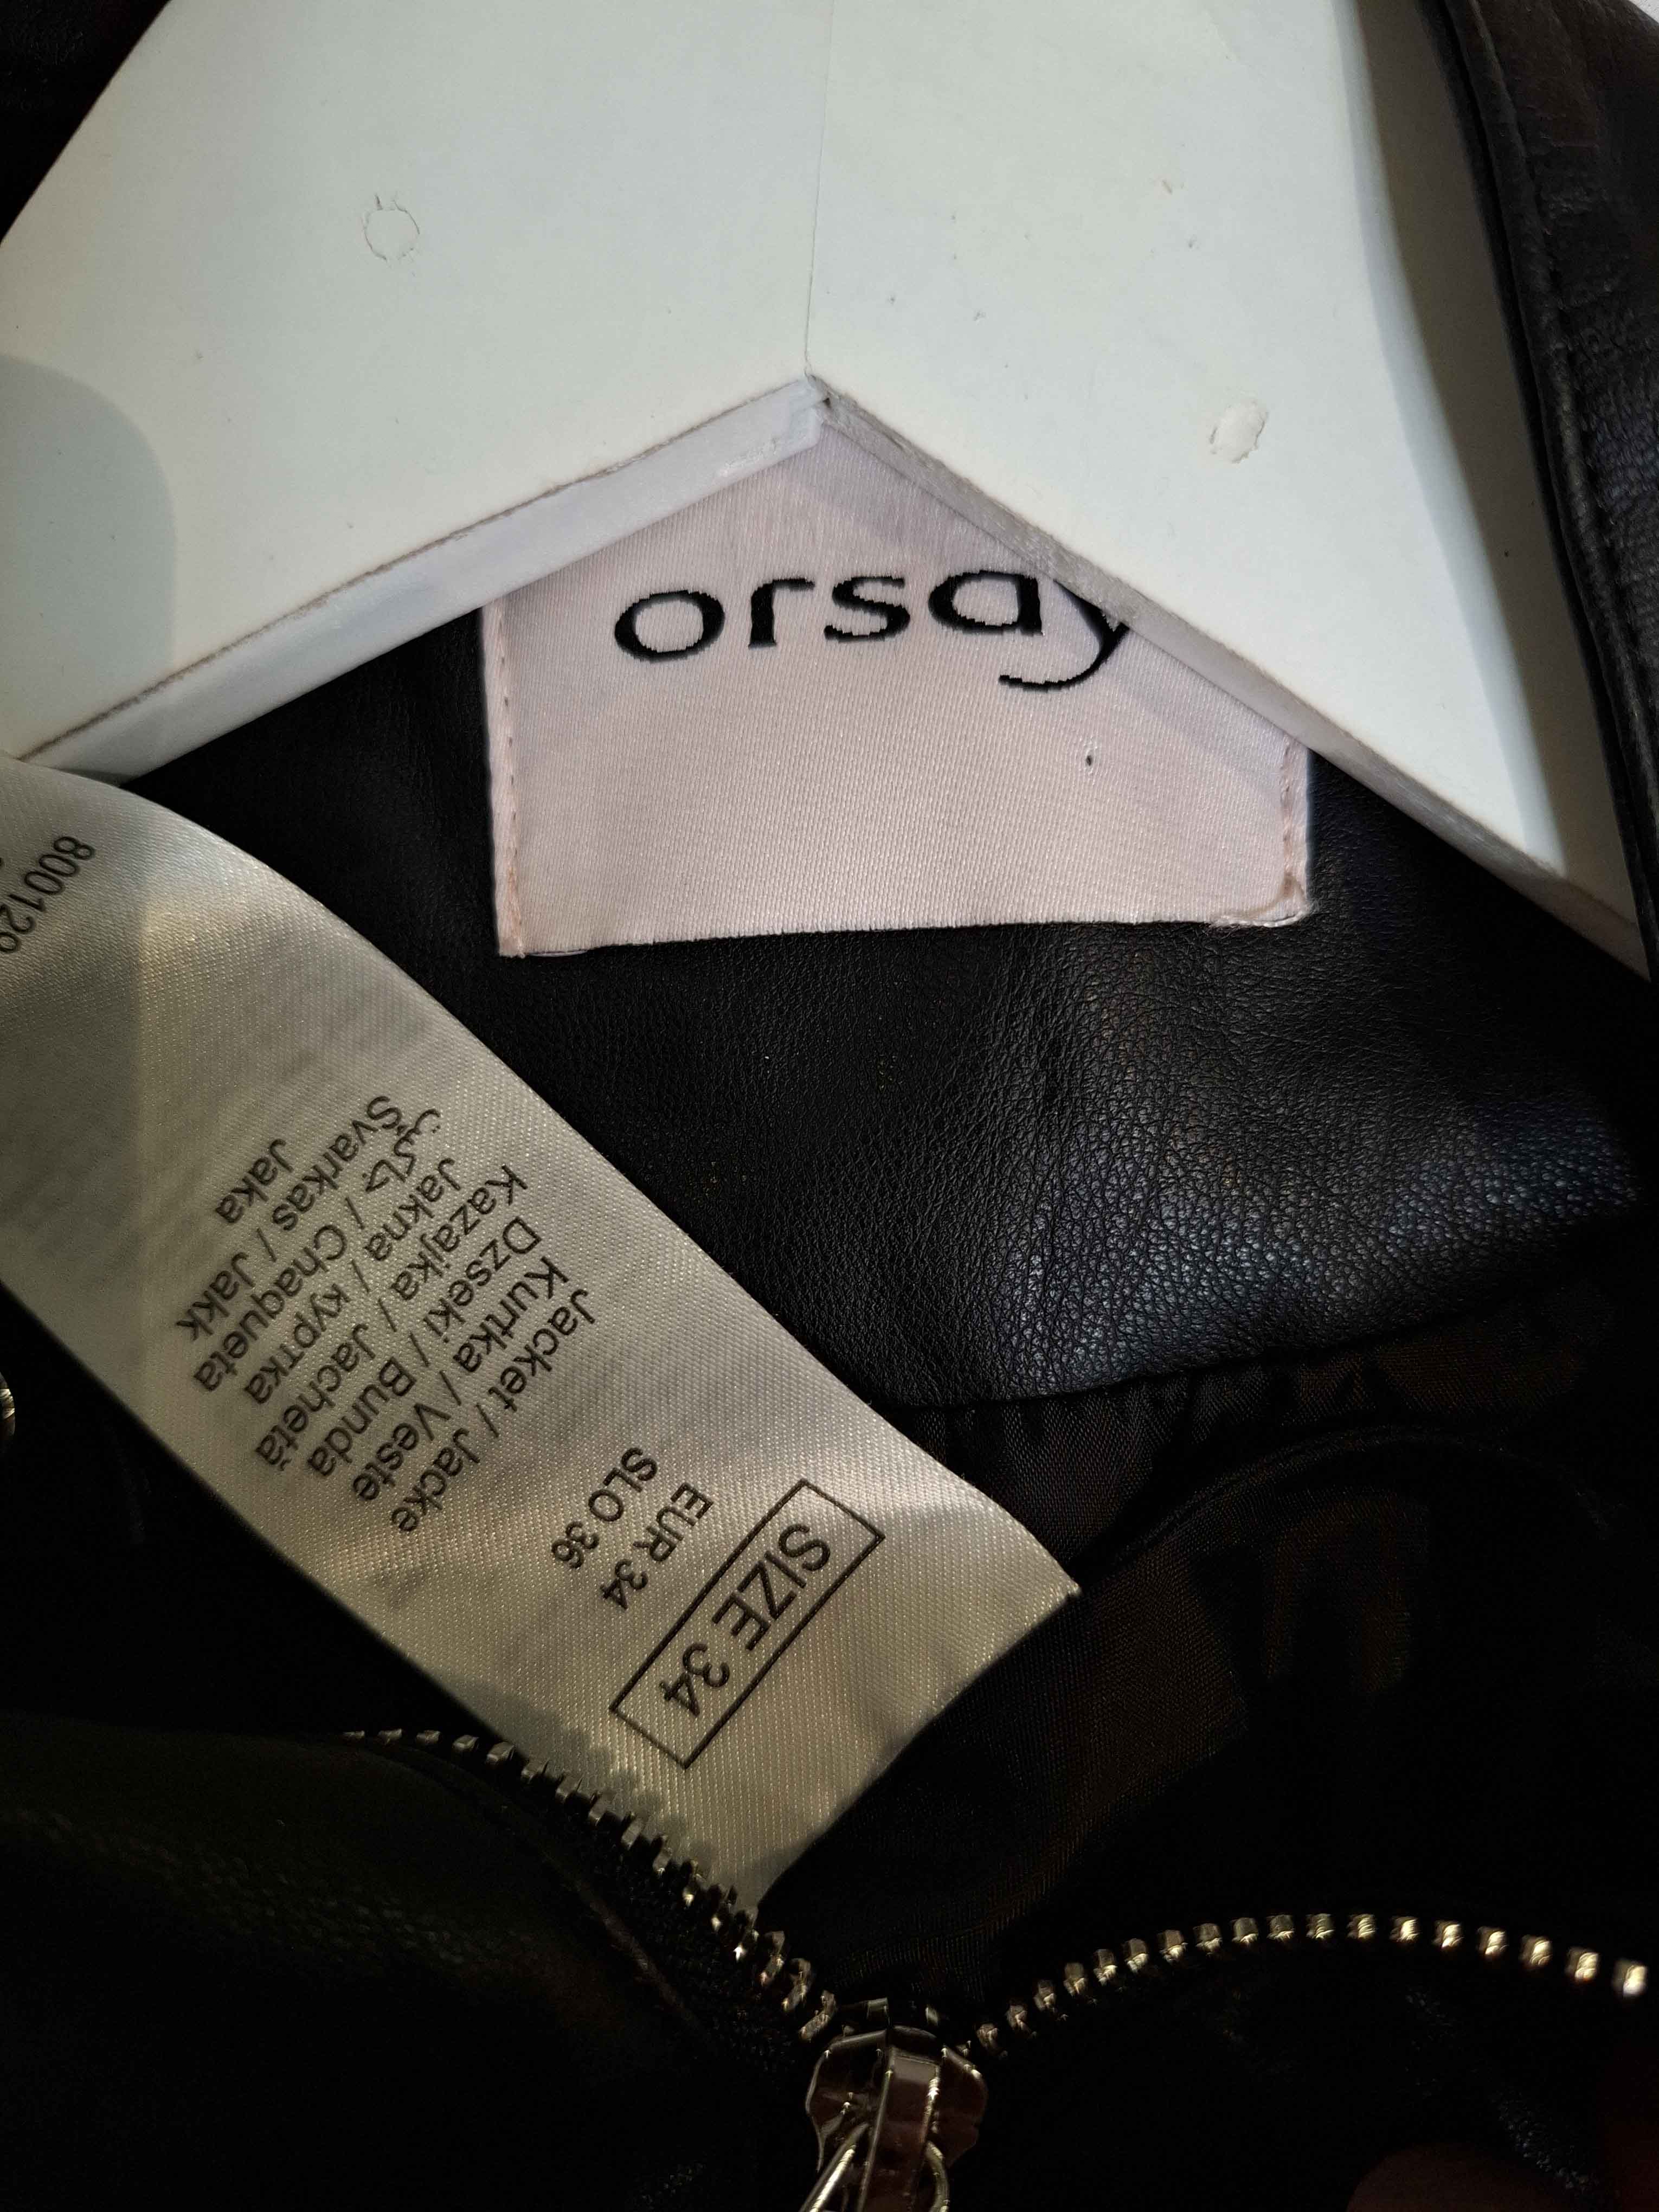 orsay
SIZE 34
EUR 34
SLO 36
Jacket / Jacke
Kurtka / Veste
Dzseki / Bunda
Kazajka / Jachetă
Jakna / куртка
/ Chaqueta
Švarkas / Jakk
Jaka
800129